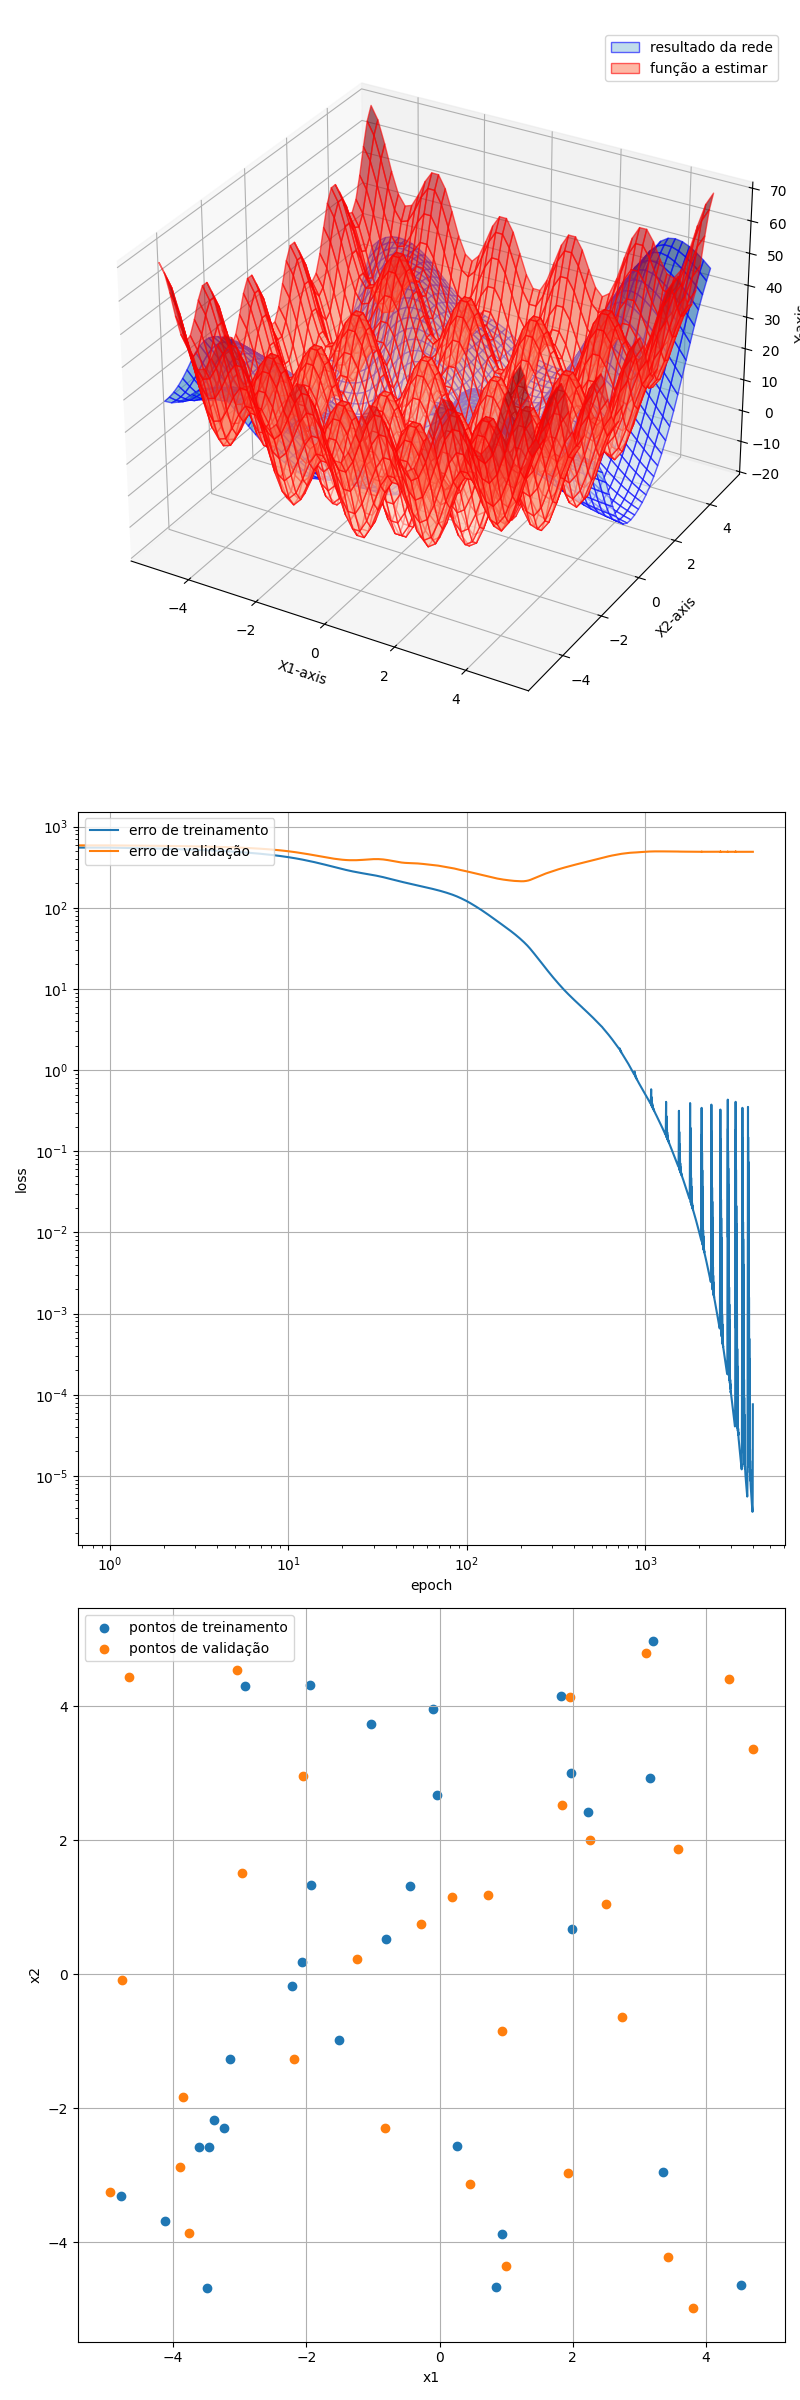 resultado da rede
função a estimar
70
60
50
40
30
20
10
0
−10
−20
−4
−2
0
2
4
X1-axis
−4
−2
0
2
4
X2-axis
erro de treinamento
erro de validação
10³
10²
10¹
10⁰
10⁻¹
10⁻²
10⁻³
10⁻⁴
10⁻⁵
loss
10⁰ 10¹ 10² 10³
epoch
pontos de treinamento
pontos de validação
4
2
0
−2
−4
x2
−4 −2 0 2 4
x1